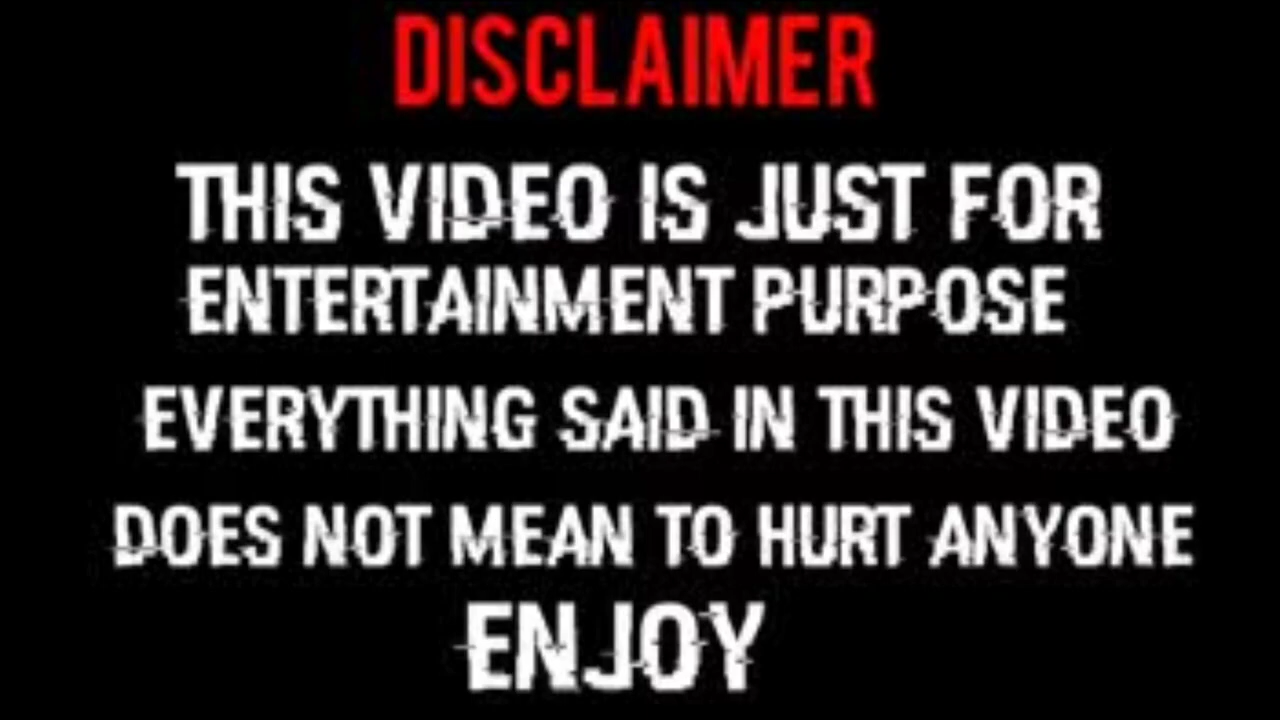 DISCLAIMER
THIS VIDEO IS JUST FOR
ENTERTAINMENT PURPOSE
EVERYTHING SAID IN THIS VIDEO
DOES NOT MEAN TO HURT ANYONE
ENJOY